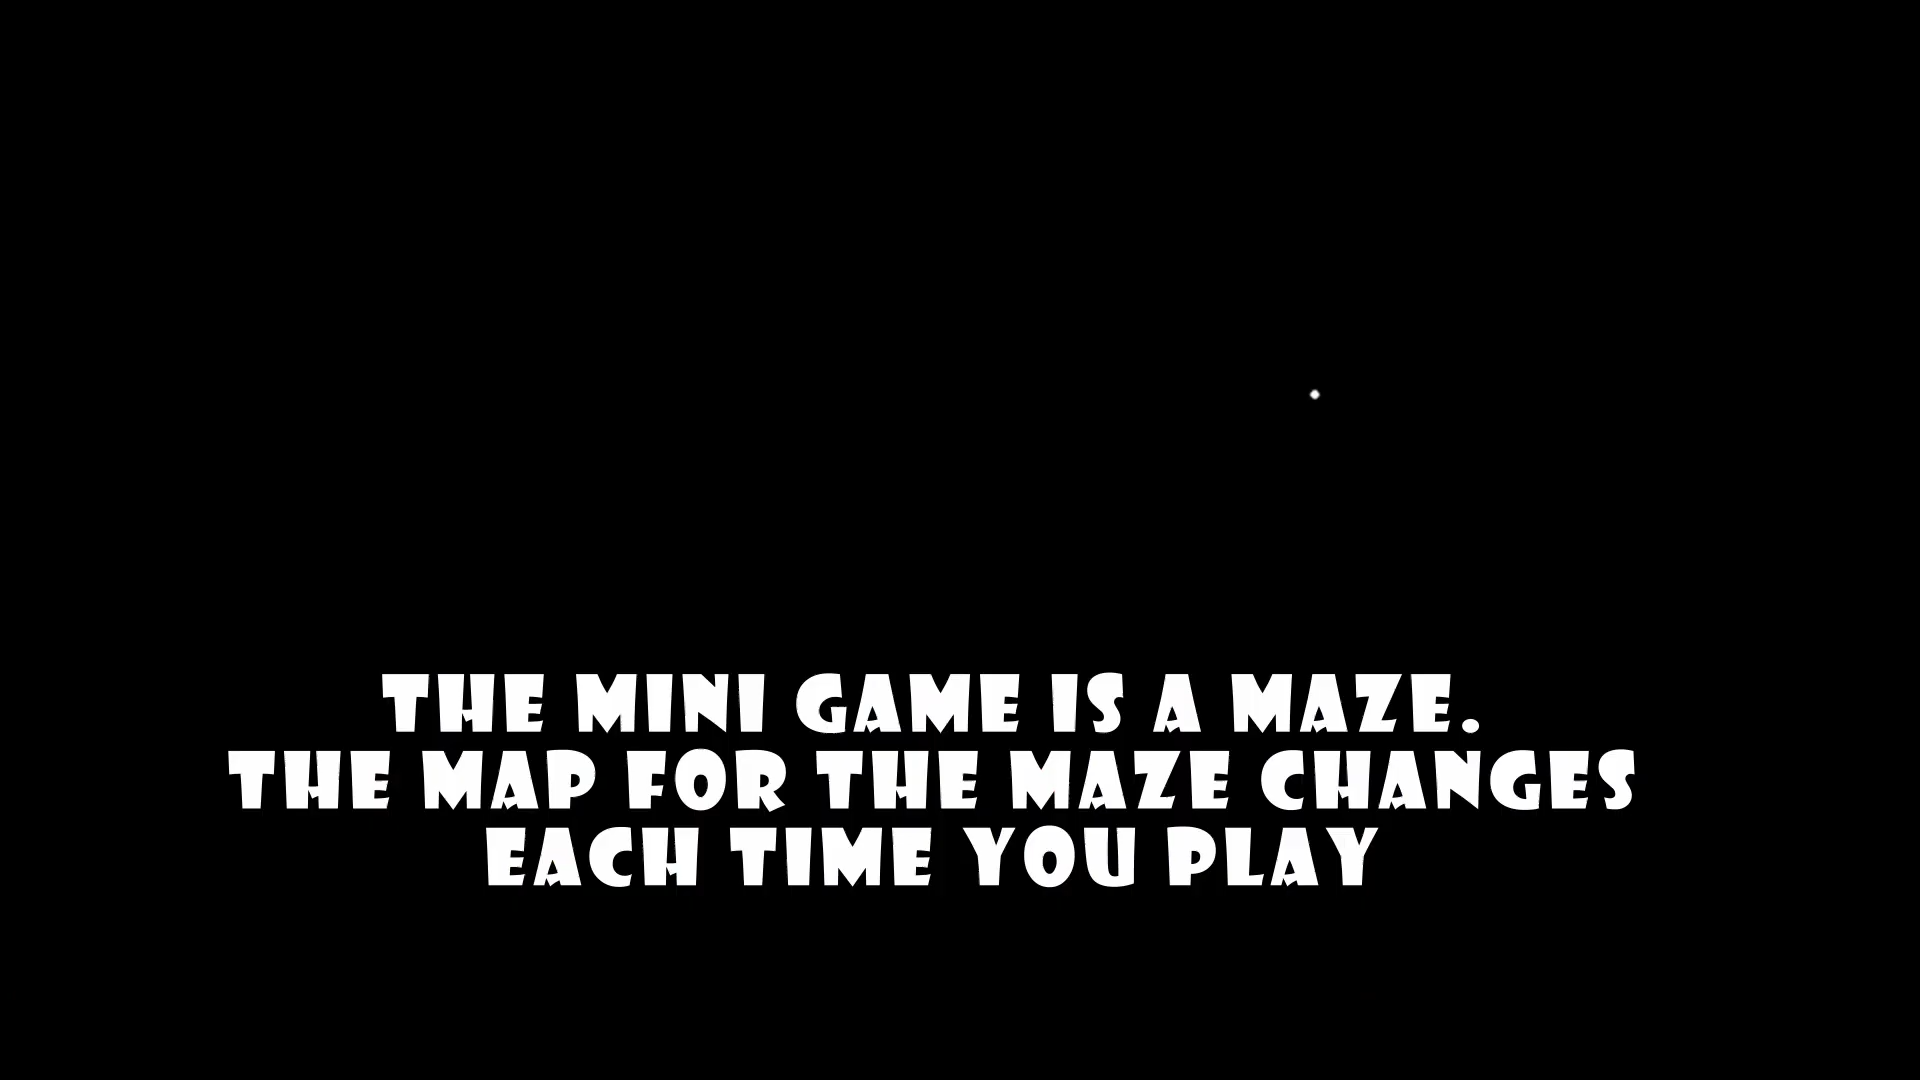 THE MINI GAME IS A MAZE.
THE MAP FOR THE MAZE CHANGES
EACH TIME YOU PLAY